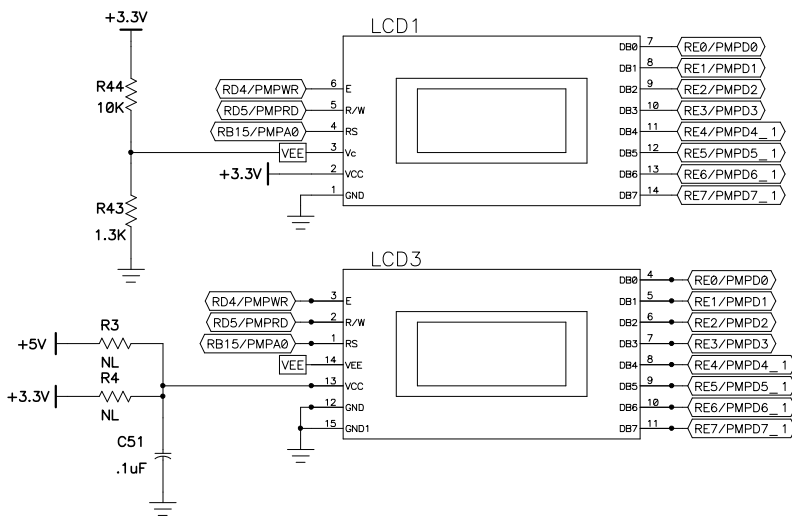 +3.3V
LCD1
R44
10K
R43
1.3K
RD4/PMPWR 6 E
RD5/PMPRD 5 R/W
RB15/PMPA0 4 RS
VEE 3 Vc
+3.3V 2 VCC
1 GND
DB0 7 RE0/PMPD0
DB1 8 RE1/PMPD1
DB2 9 RE2/PMPD2
DB3 10 RE3/PMPD3
DB4 11 RE4/PMPD4_1
DB5 12 RE5/PMPD5_1
DB6 13 RE6/PMPD6_1
DB7 14 RE7/PMPD7_1
LCD3
RD4/PMPWR 3 E
RD5/PMPRD 2 R/W
RB15/PMPA0 1 RS
VEE 14 VEE
13 VCC
12 GND
15 GND1
DB0 4 RE0/PMPD0
DB1 5 RE1/PMPD1
DB2 6 RE2/PMPD2
DB3 7 RE3/PMPD3
DB4 8 RE4/PMPD4_1
DB5 9 RE5/PMPD5_1
DB6 10 RE6/PMPD6_1
DB7 11 RE7/PMPD7_1
R3
+5V
NL
R4
+3.3V
NL
C51
.1uF